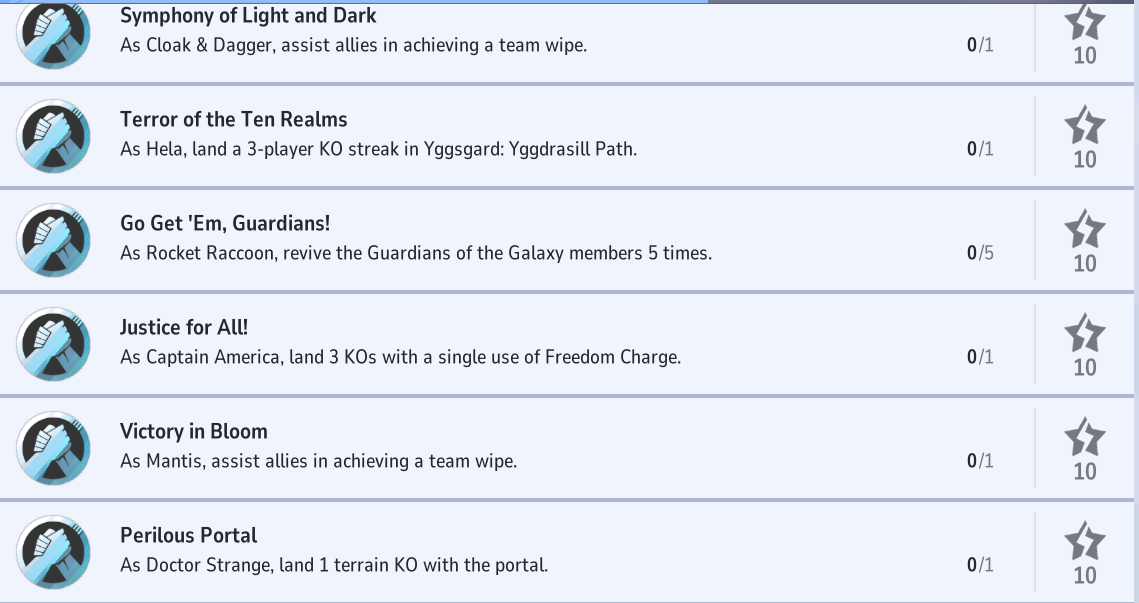 Symphony of Light and Dark
As Cloak & Dagger, assist allies in achieving a team wipe.
0/1
10
Terror of the Ten Realms
As Hela, land a 3-player KO streak in Yggsgard: Yggdrasill Path.
0/1
10
Go Get 'Em, Guardians!
As Rocket Raccoon, revive the Guardians of the Galaxy members 5 times.
0/5
10
Justice for All!
As Captain America, land 3 KOs with a single use of Freedom Charge.
0/1
10
Victory in Bloom
As Mantis, assist allies in achieving a team wipe.
0/1
10
Perilous Portal
As Doctor Strange, land 1 terrain KO with the portal.
0/1
10